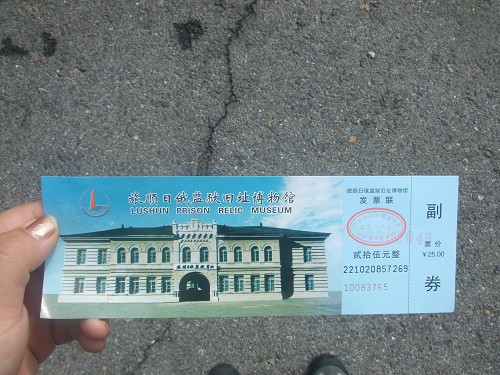 旅顺日俄监狱旧址博物馆
LUSHUN PRISON RELIC MUSEUM
旅顺日俄监狱旧址博物馆
发票联
贰拾伍元整
221020857269
10083765
副券
票价
¥25.00